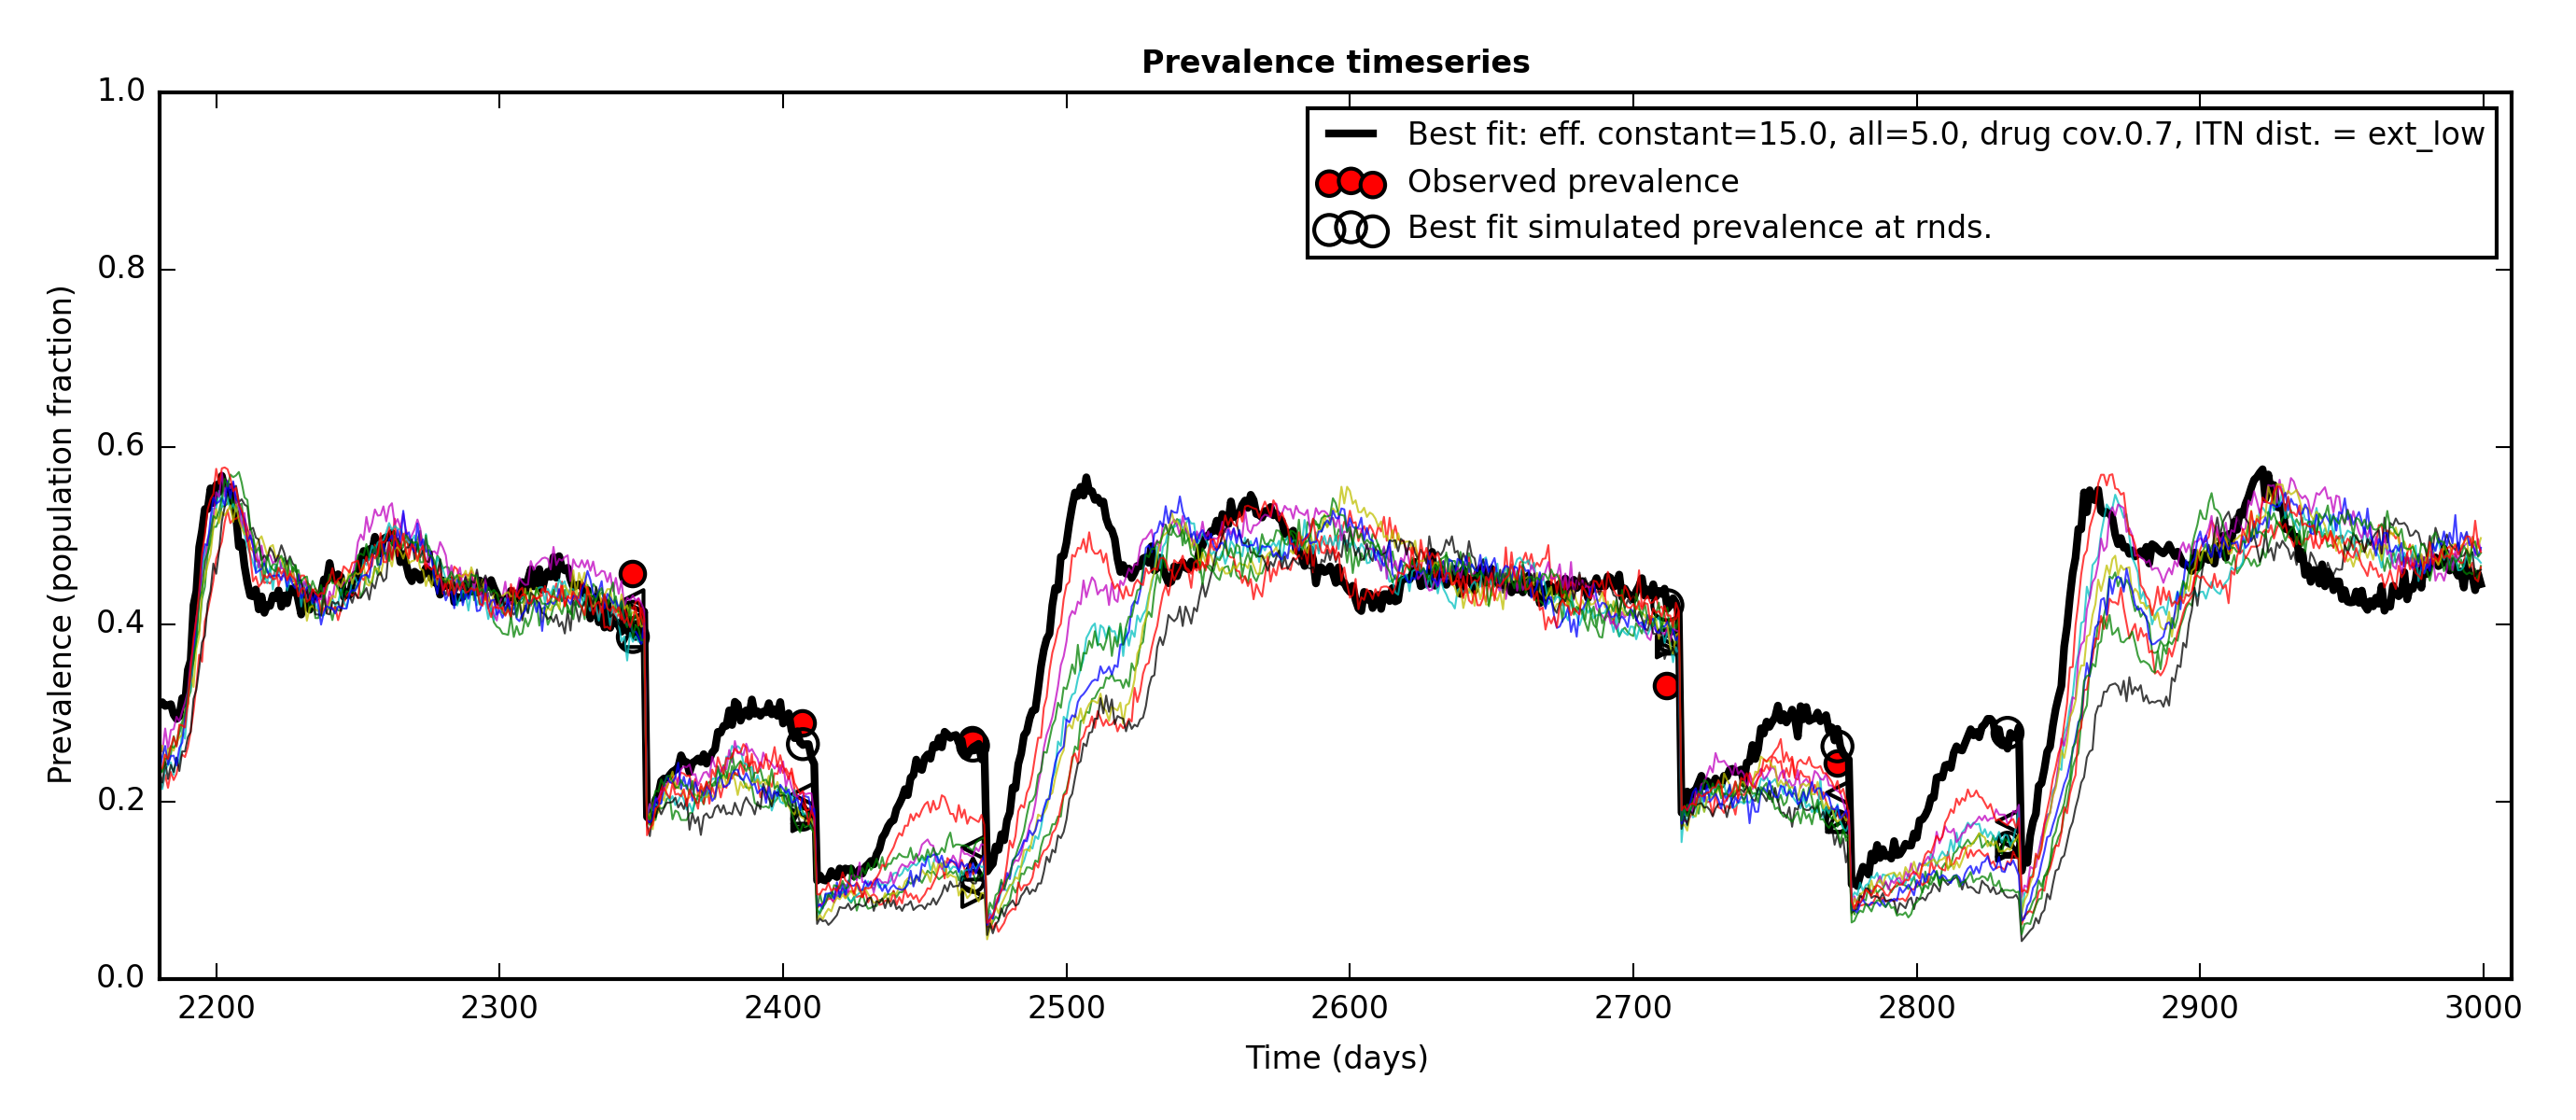 Prevalence timeseries
1.0
0.8
0.6
0.4
0.2
0.0
Prevalence (population fraction)
Best fit: eff. constant=15.0, all=5.0, drug cov.0.7, ITN dist. = ext_low
Observed prevalence
Best fit simulated prevalence at rnds.
2200 2300 2400 2500 2600 2700 2800 2900 3000
Time (days)